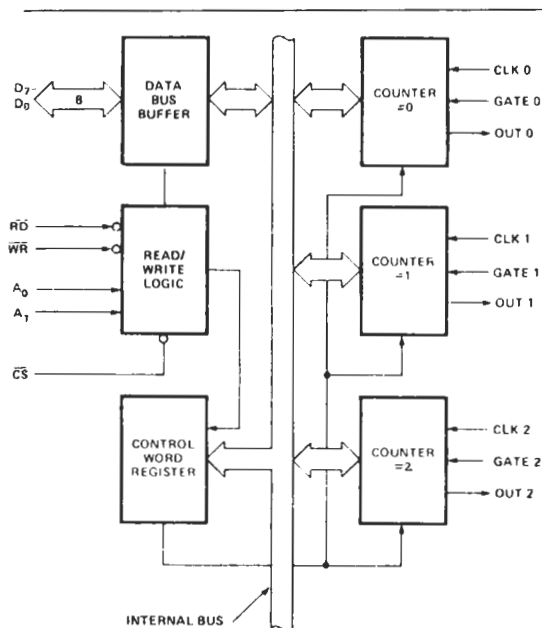 D7-
D0
8
DATA
BUS
BUFFER
COUNTER
=0
CLK 0
GATE 0
OUT 0
RD
WR
A0
A1
CS
READ/
WRITE
LOGIC
COUNTER
=1
CLK 1
GATE 1
OUT 1
CONTROL
WORD
REGISTER
COUNTER
=2
CLK 2
GATE 2
OUT 2
INTERNAL BUS